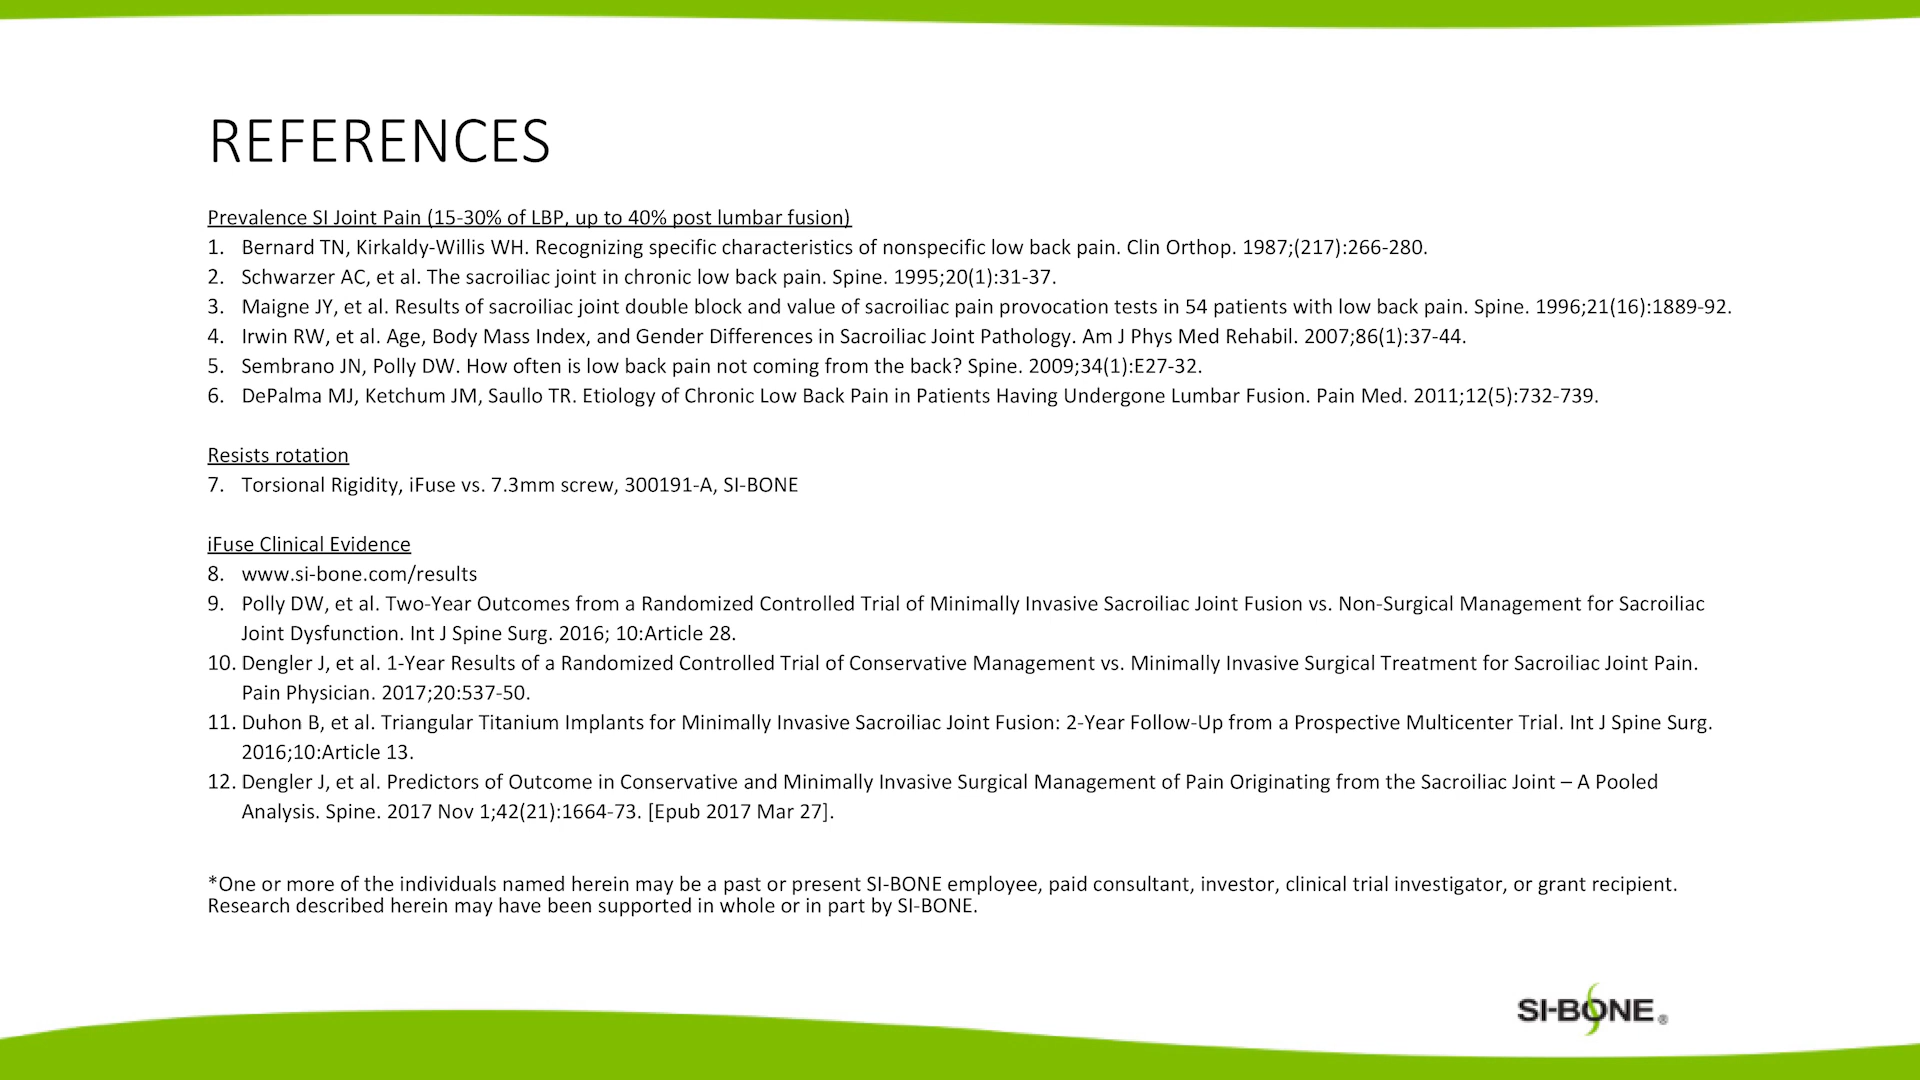 REFERENCES
Prevalence SI Joint Pain (15-30% of LBP, up to 40% post lumbar fusion)
1. Bernard TN, Kirkaldy-Willis WH. Recognizing specific characteristics of nonspecific low back pain. Clin Orthop. 1987;(217):266-280.
2. Schwarzer AC, et al. The sacroiliac joint in chronic low back pain. Spine. 1995;20(1):31-37.
3. Maigne JY, et al. Results of sacroiliac joint double block and value of sacroiliac pain provocation tests in 54 patients with low back pain. Spine. 1996;21(16):1889-92.
4. Irwin RW, et al. Age, Body Mass Index, and Gender Differences in Sacroiliac Joint Pathology. Am J Phys Med Rehabil. 2007;86(1):37-44.
5. Sembrano JN, Polly DW. How often is low back pain not coming from the back? Spine. 2009;34(1):E27-32.
6. DePalma MJ, Ketchum JM, Saullo TR. Etiology of Chronic Low Back Pain in Patients Having Undergone Lumbar Fusion. Pain Med. 2011;12(5):732-739.
Resists rotation
7. Torsional Rigidity, iFuse vs. 7.3mm screw, 300191-A, SI-BONE
iFuse Clinical Evidence
8. www.si-bone.com/results
9. Polly DW, et al. Two-Year Outcomes from a Randomized Controlled Trial of Minimally Invasive Sacroiliac Joint Fusion vs. Non-Surgical Management for Sacroiliac
Joint Dysfunction. Int J Spine Surg. 2016; 10:Article 28.
10. Dengler J, et al. 1-Year Results of a Randomized Controlled Trial of Conservative Management vs. Minimally Invasive Surgical Treatment for Sacroiliac Joint Pain.
Pain Physician. 2017;20:537-50.
11. Duhon B, et al. Triangular Titanium Implants for Minimally Invasive Sacroiliac Joint Fusion: 2-Year Follow-Up from a Prospective Multicenter Trial. Int J Spine Surg.
2016;10:Article 13.
12. Dengler J, et al. Predictors of Outcome in Conservative and Minimally Invasive Surgical Management of Pain Originating from the Sacroiliac Joint – A Pooled
Analysis. Spine. 2017 Nov 1;42(21):1664-73. [Epub 2017 Mar 27].
*One or more of the individuals named herein may be a past or present SI-BONE employee, paid consultant, investor, clinical trial investigator, or grant recipient.
Research described herein may have been supported in whole or in part by SI-BONE.
SI-BONE®